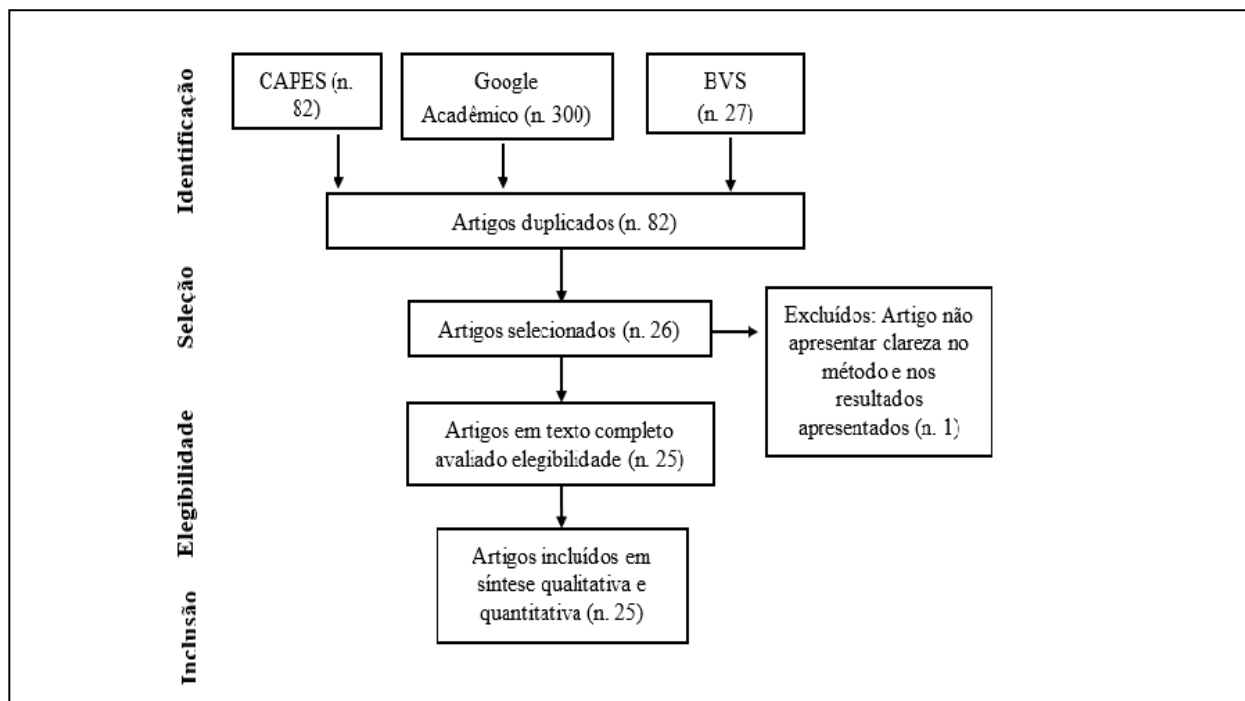 Identificação
CAPES (n.
82)
Google
Acadêmico (n. 300)
BVS
(n. 27)
Artigos duplicados (n. 82)
Seleção
Artigos selecionados (n. 26)
Excluídos: Artigo não
apresentar clareza no
método e nos
resultados
apresentados (n. 1)
Elegibilidade
Artigos em texto completo
avaliado elegibilidade (n. 25)
Inclusão
Artigos incluídos em
síntese qualitativa e
quantitativa (n. 25)